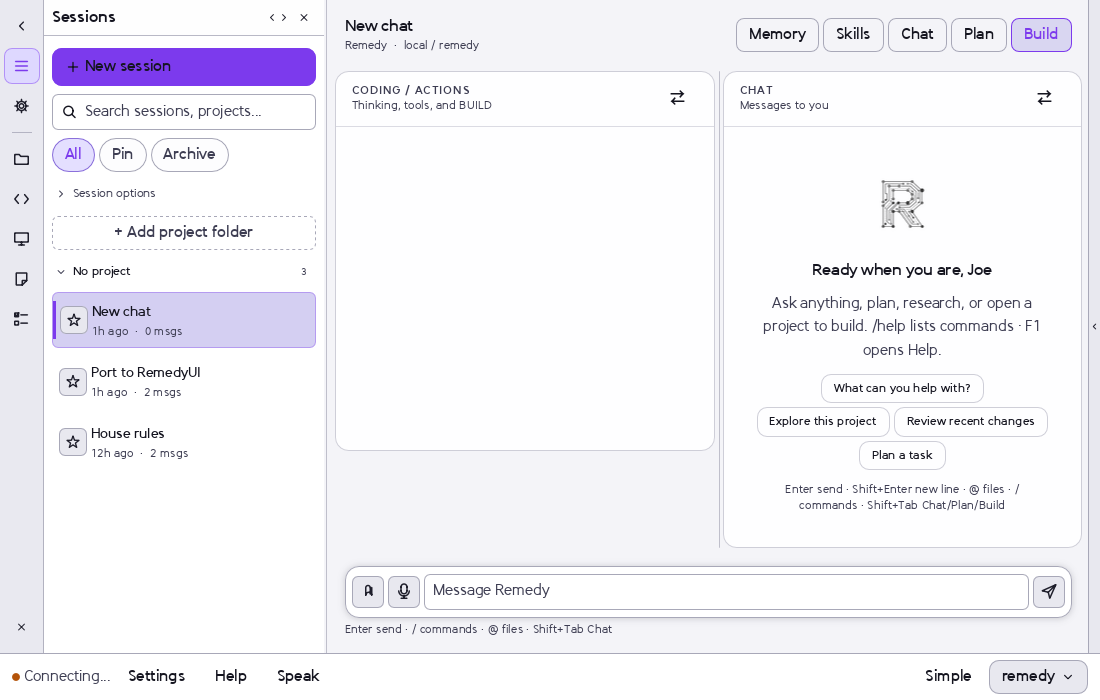 Sessions
New session
Search sessions, projects...
All
Pin
Archive
Session options
+ Add project folder
No project
3
New chat
1h ago · 0 msgs
Port to RemedyUI
1h ago · 2 msgs
House rules
12h ago · 2 msgs
New chat
Remedy · local / remedy
Memory
Skills
Chat
Plan
Build
CODING / ACTIONS
Thinking, tools, and BUILD
CHAT
Messages to you
Ready when you are, Joe
Ask anything, plan, research, or open a
project to build. /help lists commands · F1
opens Help.
What can you help with?
Explore this project
Review recent changes
Plan a task
Enter send · Shift+Enter new line · @ files · /
commands · Shift+Tab Chat/Plan/Build
Message Remedy
Enter send · / commands · @ files · Shift+Tab Chat
Connecting...
Settings
Help
Speak
Simple
remedy